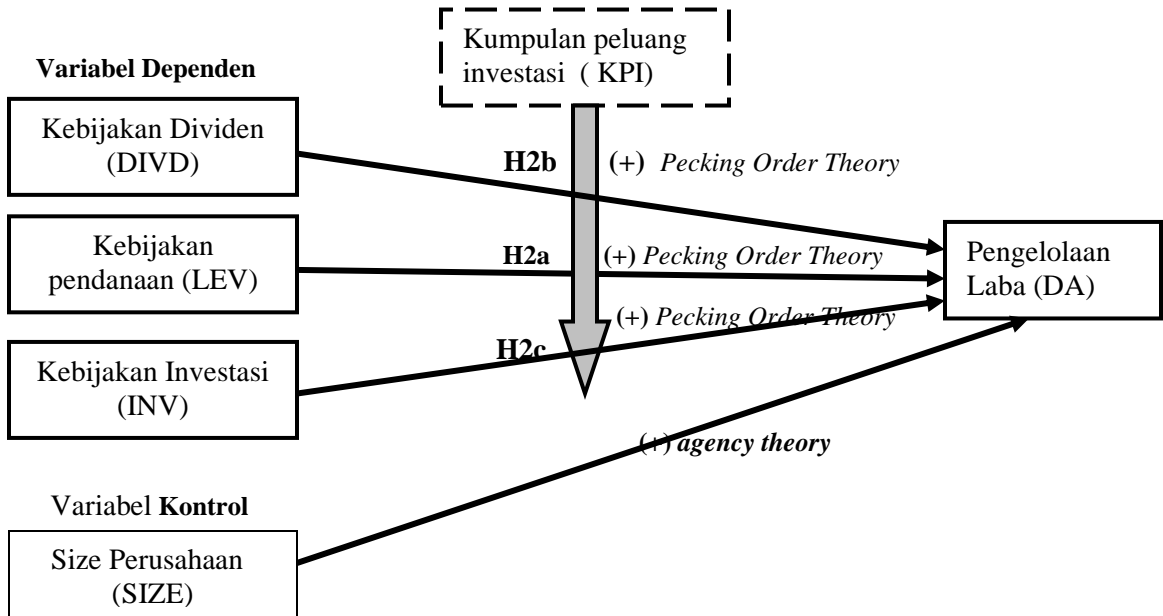 Kumpulan peluang
investasi ( KPI)
Variabel Dependen
Kebijakan Dividen
(DIVD)
H2b (+) Pecking Order Theory
Kebijakan
pendanaan (LEV)
H2a (+) Pecking Order Theory
Pengelolaan
Laba (DA)
(+) Pecking Order Theory
H2c
Kebijakan Investasi
(INV)
(+) agency theory
Variabel Kontrol
Size Perusahaan
(SIZE)